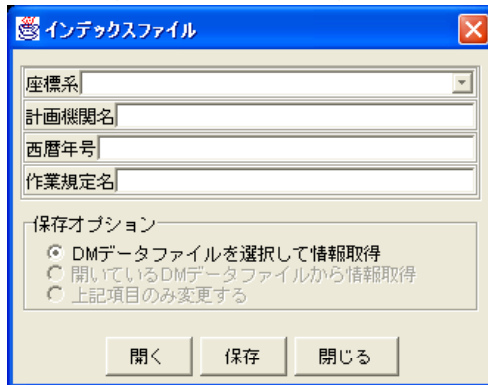 インデックスファイル
座標系
計画機関名
西暦年号
作業規定名
保存オプション
DMデータファイルを選択して情報取得
開いているDMデータファイルから情報取得
上記項目のみ変更する
開く 保存 閉じる